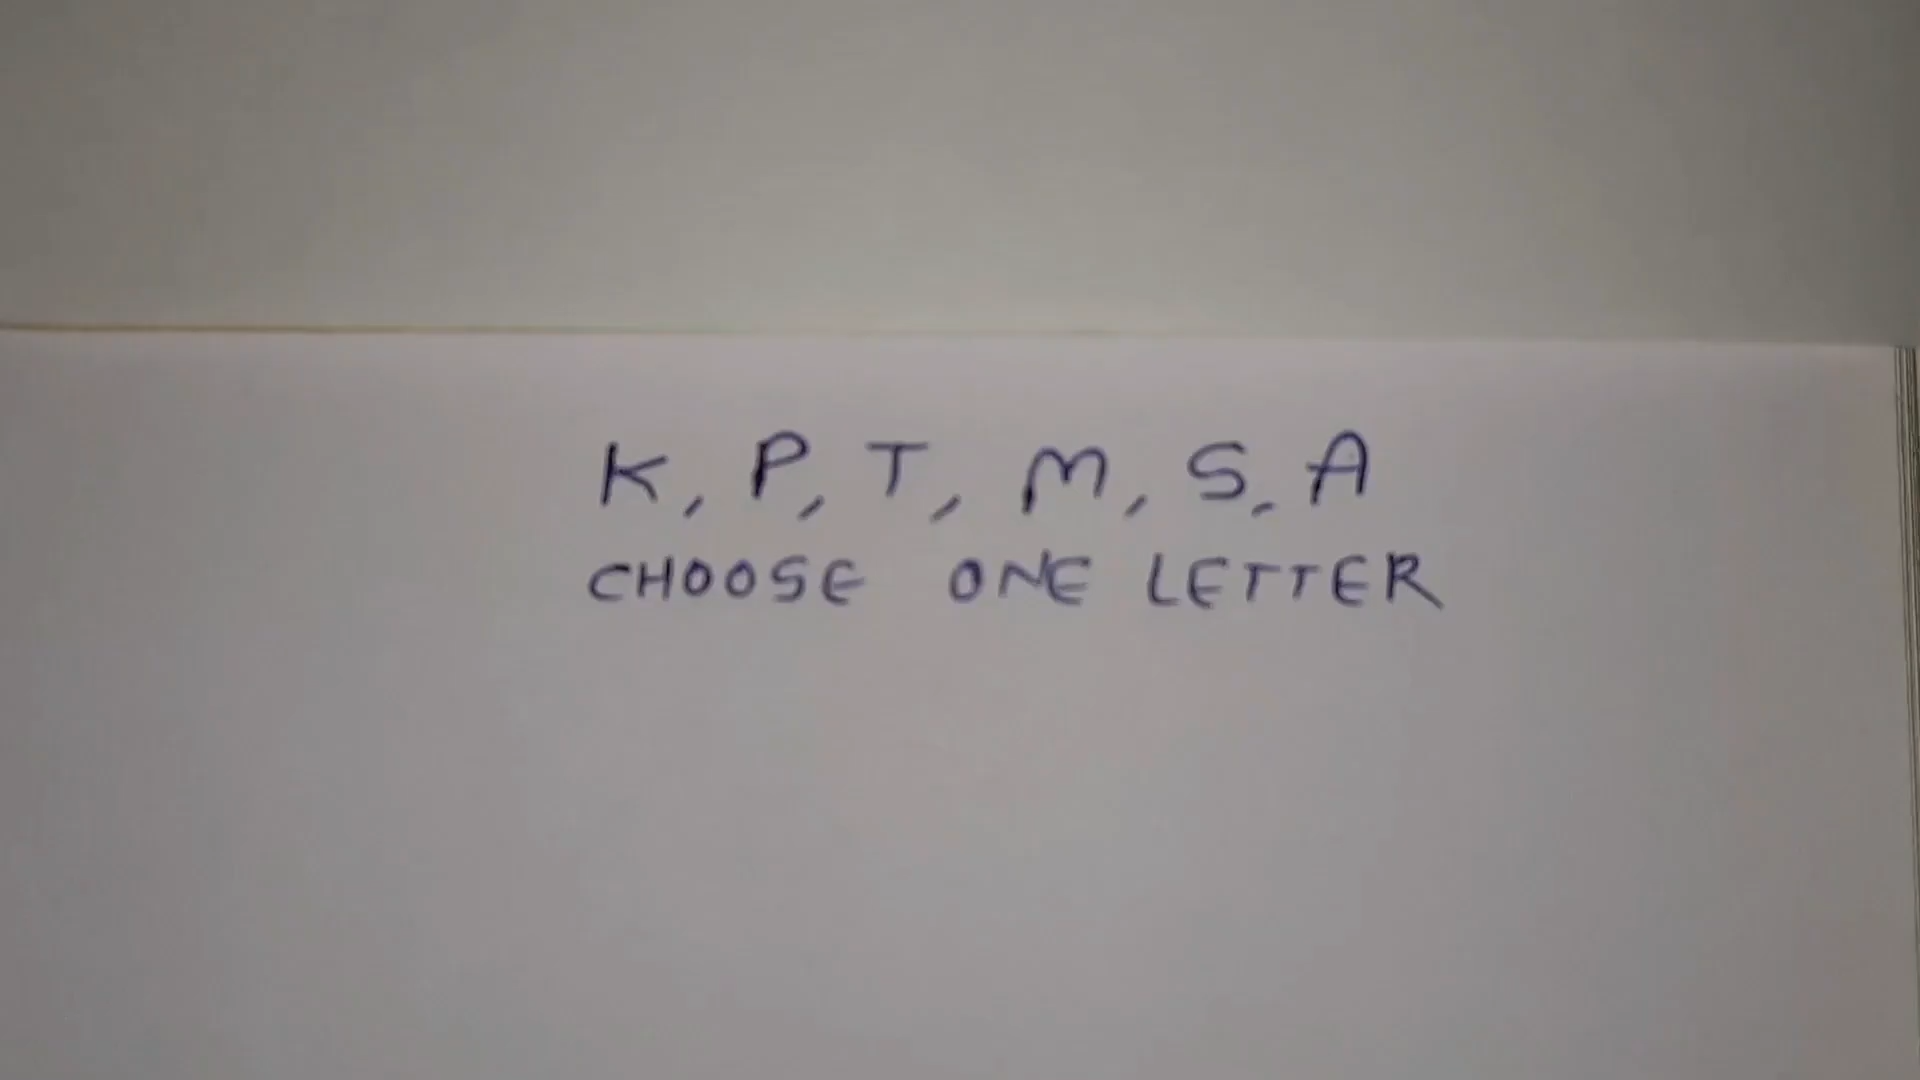 K, P, T, M, S, A
CHOOSE ONE LETTER